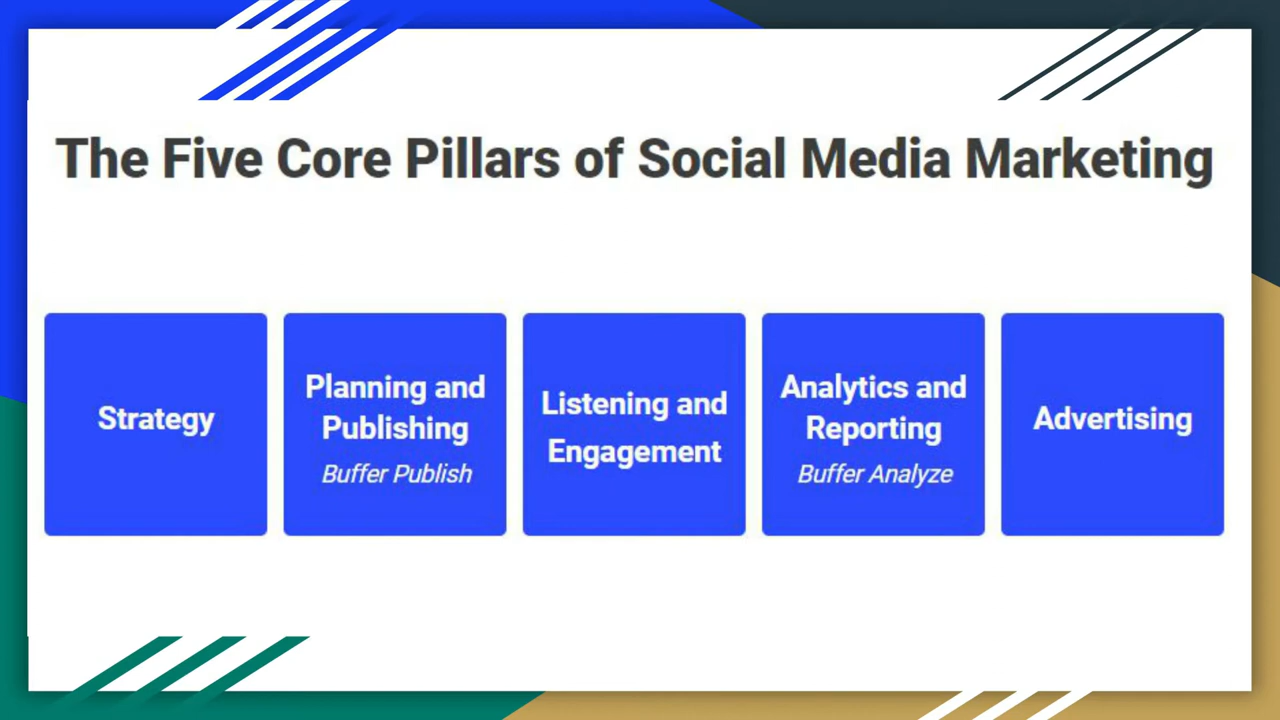 The Five Core Pillars of Social Media Marketing
Strategy
Planning and
Publishing
Buffer Publish
Listening and
Engagement
Analytics and
Reporting
Buffer Analyze
Advertising